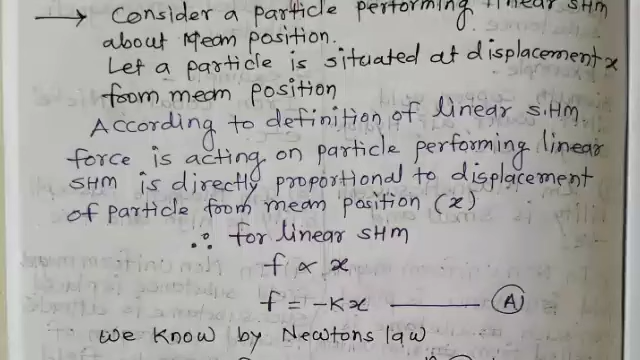 → Consider a particle performing linear SHM
about Mean position.
Let a particle is situated at displacement x
from mean position
According to definition of linear S.HM.
force is acting on particle performing linear
SHM is directly proportional to displacement
of particle from mean position (x)
∴ for linear SHM
f ∝ x
f = -Kx ——— (A)
We know by Newtons law